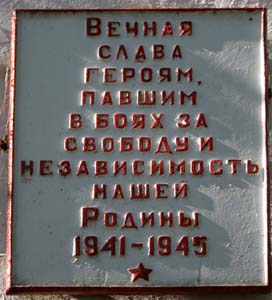 Вечная
слава
героям,
павшим
в боях за
свободу и
независимость
нашей
Родины
1941-1945